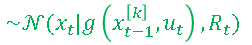 ~𝒩(x_t|g(x_{t-1}^{[k]}, u_t), R_t)